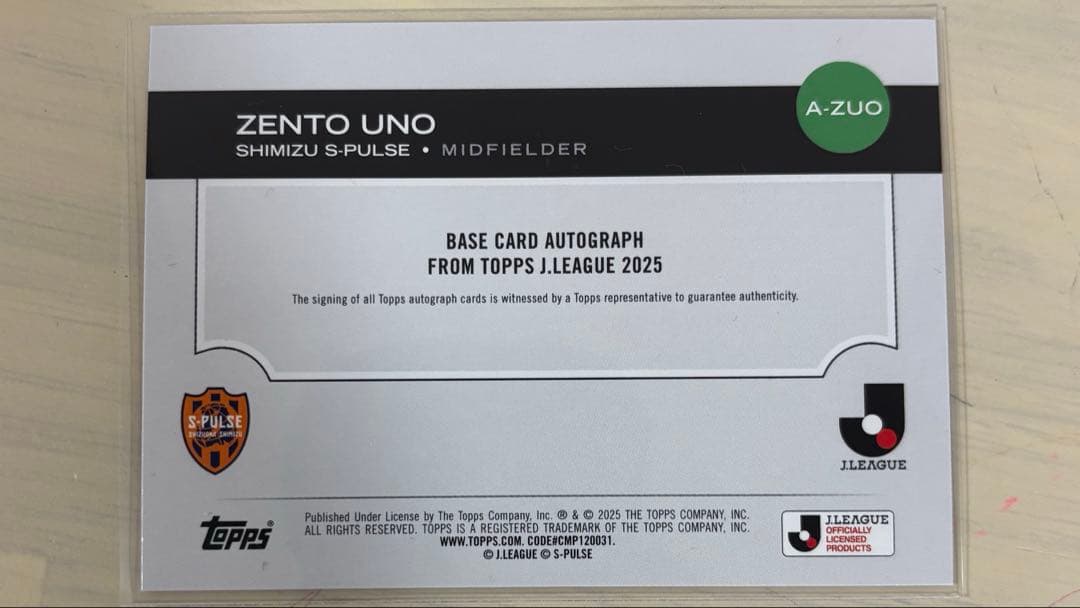 A-ZUO
ZENTO UNO
SHIMIZU S-PULSE • MIDFIELDER
BASE CARD AUTOGRAPH
FROM TOPPS J.LEAGUE 2025
The signing of all Topps autograph cards is witnessed by a Topps representative to guarantee authenticity.
S-PULSE
SHIZUOKA SHIMIZU
J.LEAGUE
Topps®
Published Under License by The Topps Company, Inc. ® & © 2025 THE TOPPS COMPANY, INC.
ALL RIGHTS RESERVED. TOPPS IS A REGISTERED TRADEMARK OF THE TOPPS COMPANY, INC.
WWW.TOPPS.COM. CODE#CMP120031.
© J.LEAGUE © S-PULSE
J.LEAGUE
OFFICIALLY
LICENSED
PRODUCTS